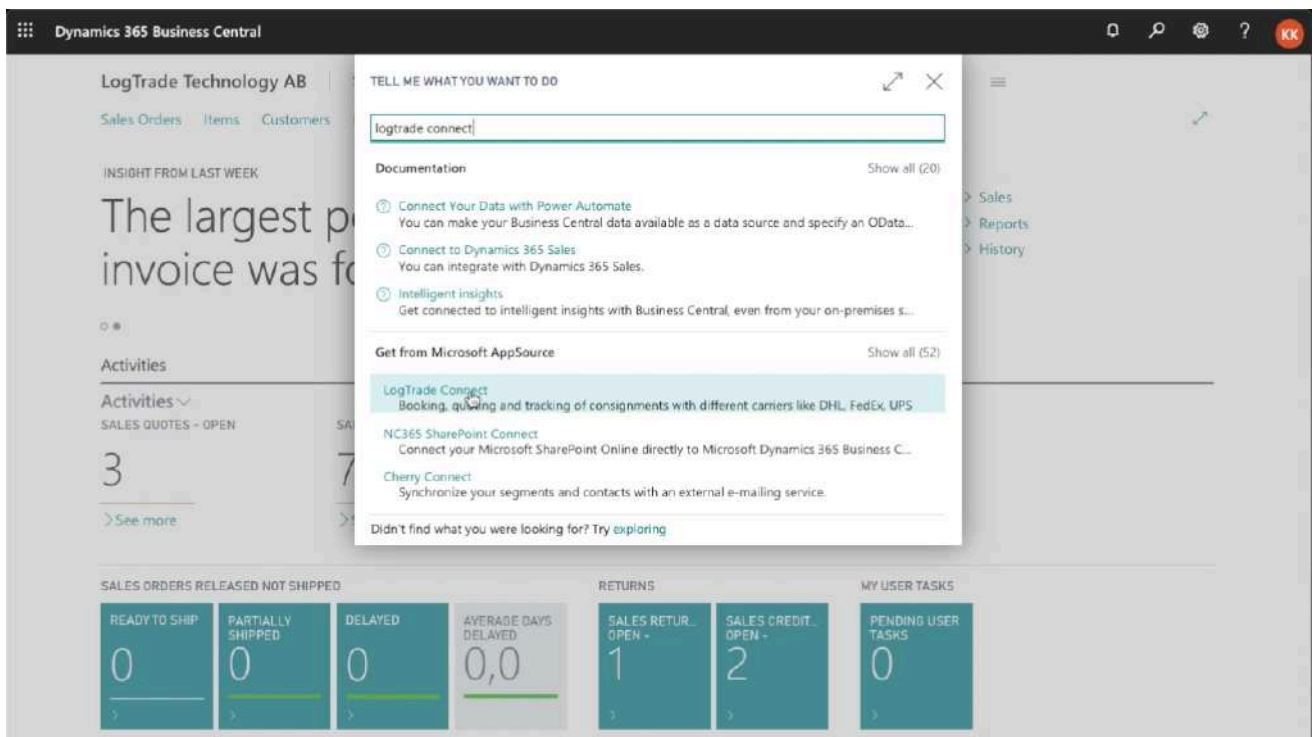 Dynamics 365 Business Central
KK
LogTrade Technology AB
Sales Orders Items Customers
INSIGHT FROM LAST WEEK
The largest
invoice was
Activities
Activities
SALES QUOTES - OPEN
3
7
See more
TELL ME WHAT YOU WANT TO DO
logtrade connect
Documentation Show all (20)
Connect Your Data with Power Automate
You can make your Business Central data available as a data source and specify an OData...
Connect to Dynamics 365 Sales
You can integrate with Dynamics 365 Sales.
Intelligent insights
Get connected to intelligent insights with Business Central, even from your on-premises s...
Get from Microsoft AppSource Show all (52)
LogTrade Connect
Booking, and tracking of consignments with different carriers like DHL, FedEx, UPS
NC365 SharePoint Connect
Connect your Microsoft SharePoint Online directly to Microsoft Dynamics 365 Business C...
Cherry Connect
Synchronize your segments and contacts with an external e-mailing service.
Didn't find what you were looking for? Try exploring
> Sales
> Reports
> History
SALES ORDERS RELEASED NOT SHIPPED
READY TO SHIP
0
PARTIALLY
SHIPPED
0
DELAYED
0
AVERAGE DAYS
DELAYED
0,0
RETURNS
SALES RETUR...
OPEN -
1
SALES CREDIT...
OPEN -
2
MY USER TASKS
PENDING USER
TASKS
0